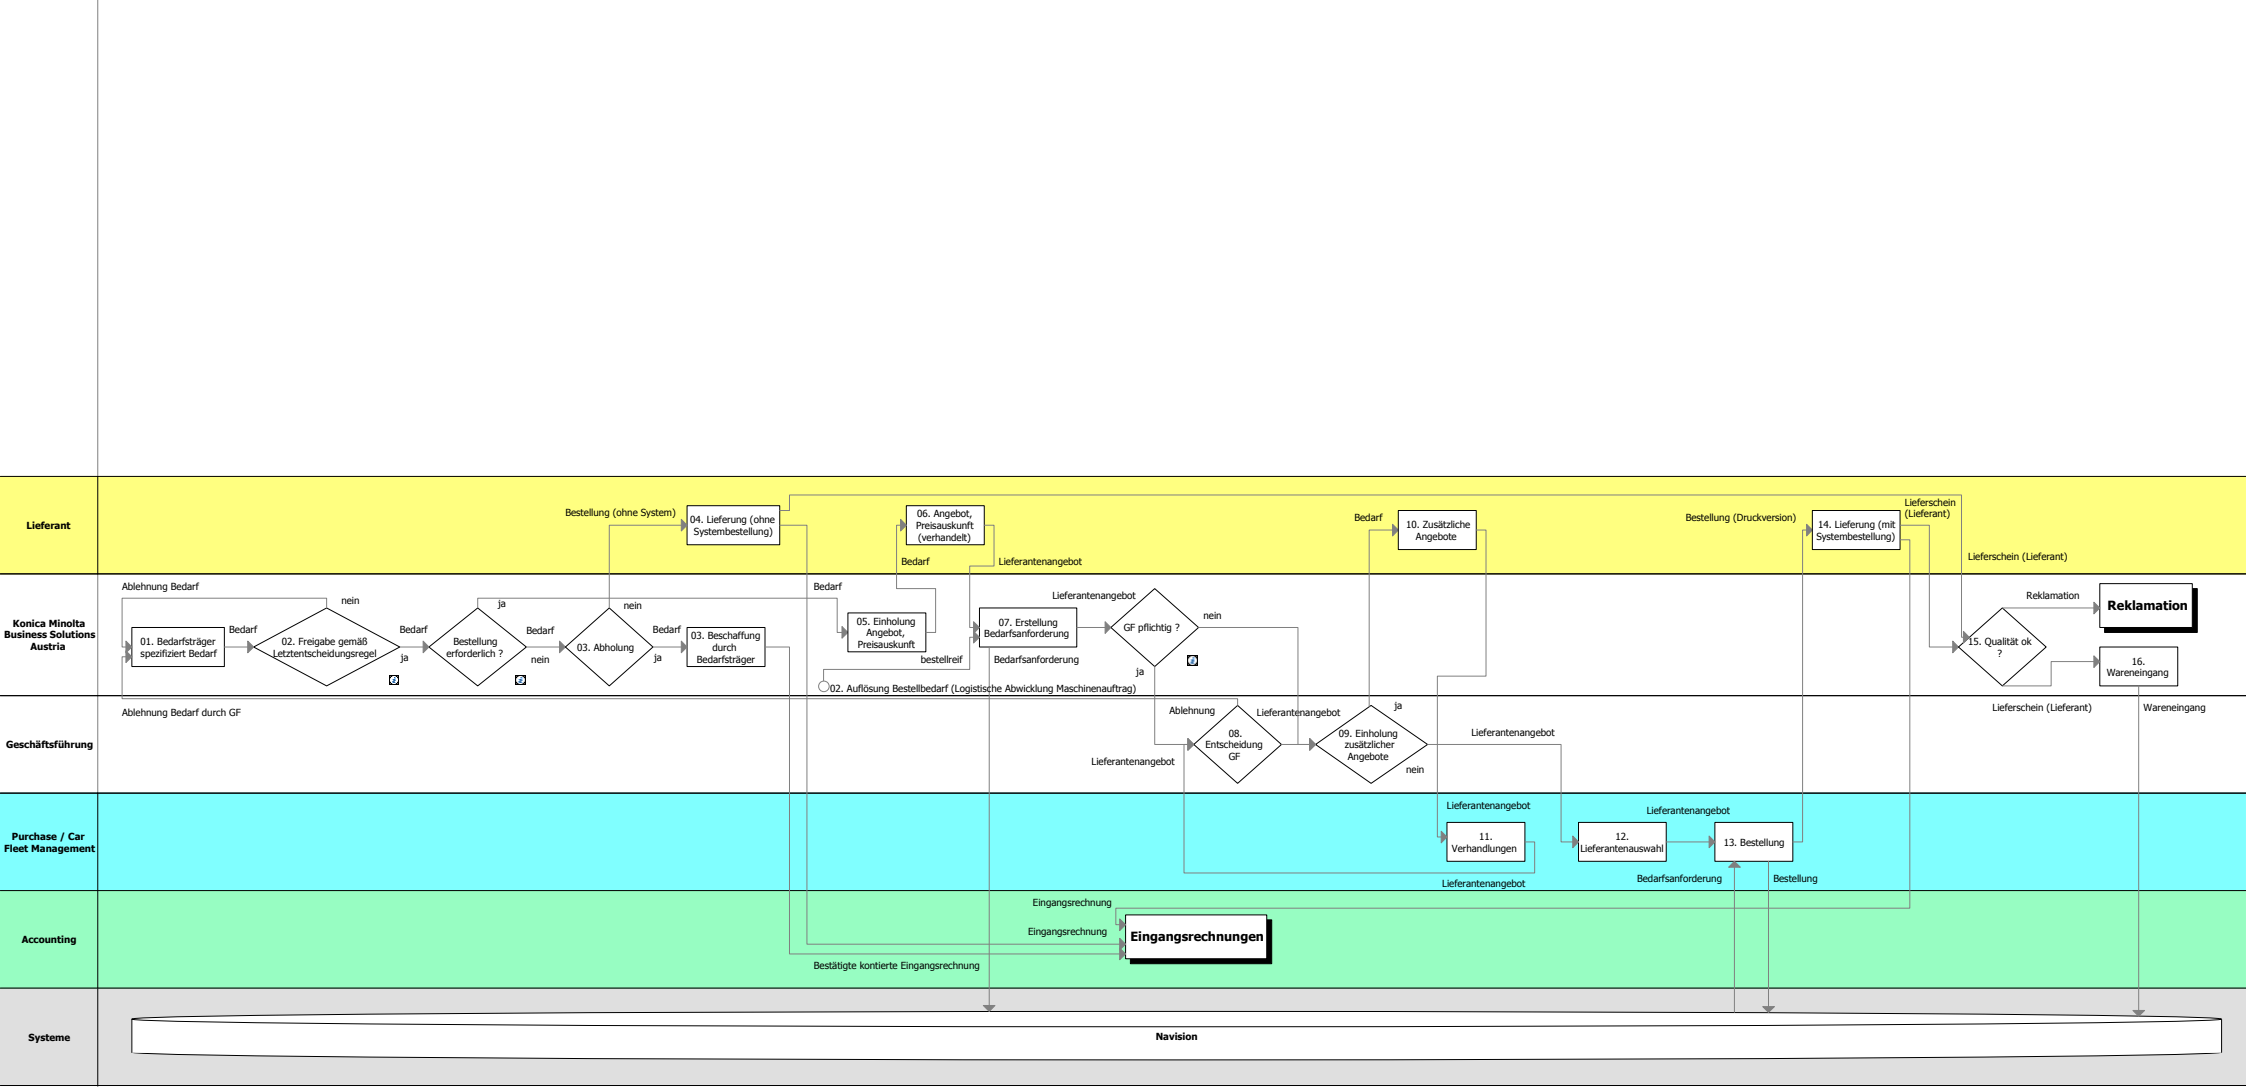 Lieferant
Bestellung (ohne System)
04. Lieferung (ohne
Systembestellung)
06. Angebot,
Preisauskunft
(verhandelt)
Bedarf
Lieferantenangebot
Bedarf
10. Zusätzliche
Angebote
Bestellung (Druckversion)
14. Lieferung (mit
Systembestellung)
Lieferschein
(Lieferant)
Lieferschein (Lieferant)
Konica Minolta
Business Solutions
Austria
Ablehnung Bedarf
nein
01. Bedarfsträger
spezifiziert Bedarf
Bedarf
02. Freigabe gemäß
Letztentscheidungsregel
Bedarf
ja
ja
Bestellung
erforderlich ?
Bedarf
nein
nein
03. Abholung
Bedarf
ja
03. Beschaffung
durch
Bedarfsträger
Bedarf
05. Einholung
Angebot,
Preisauskunft
bestellreif
02. Auflösung Bestellbedarf (Logistische Abwicklung Maschinenauftrag)
07. Erstellung
Bedarfsanforderung
Bedarfsanforderung
Lieferantenangebot
GF pflichtig ?
nein
ja
15. Qualität ok
?
Reklamation
Reklamation
16.
Wareneingang
Lieferschein (Lieferant)
Wareneingang
Geschäftsführung
Ablehnung Bedarf durch GF
Ablehnung
Lieferantenangebot
08.
Entscheidung
GF
Lieferantenangebot
ja
09. Einholung
zusätzlicher
Angebote
nein
Lieferantenangebot
Purchase / Car
Fleet Management
Lieferantenangebot
11.
Verhandlungen
Lieferantenangebot
12.
Lieferantenauswahl
Lieferantenangebot
13. Bestellung
Bedarfsanforderung
Bestellung
Accounting
Eingangsrechnung
Eingangsrechnung
Bestätigte kontierte Eingangsrechnung
Eingangsrechnungen
Systeme
Navision